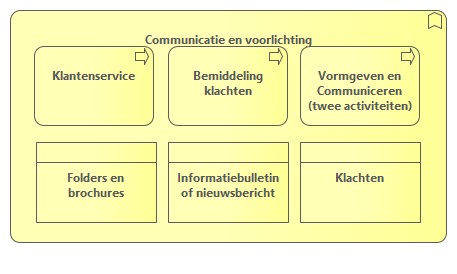 Communicatie en voorlichting
Klantenservice
Bemiddeling
klachten
Vormgeven en
Communiceren
(twee activiteiten)
Folders en
brochures
Informatiebulletin
of nieuwsbericht
Klachten